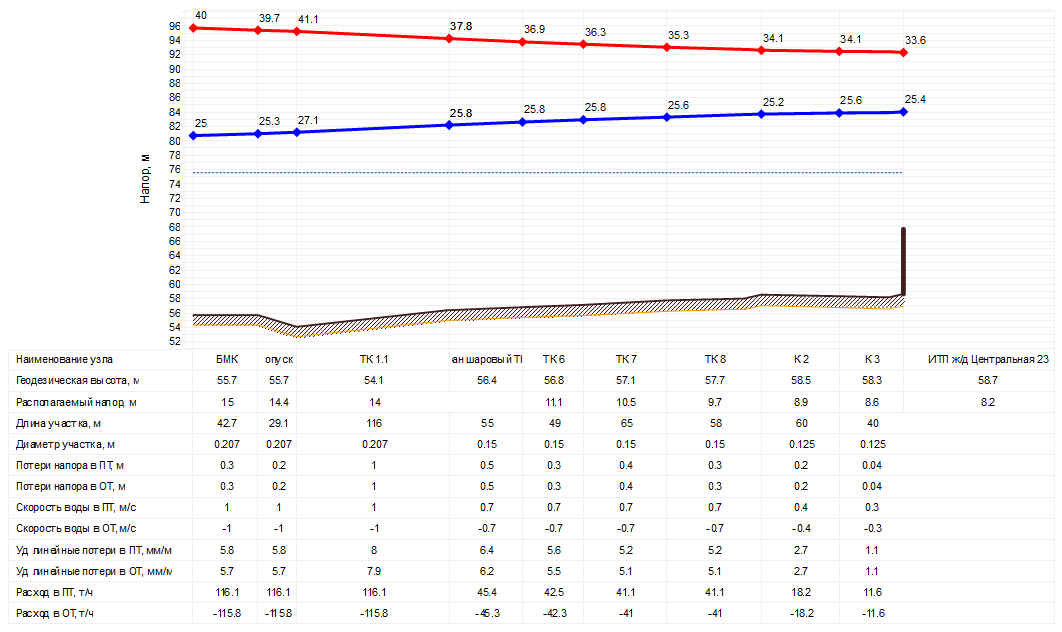 40 39.7 41.1 37.8 36.9 36.3 35.3 34.1 34.1 33.6
25 25.3 27.1 25.8 25.8 25.8 25.6 25.2 25.6 25.4
Напор, м
96
94
92
90
88
86
84
82
80
78
76
74
72
70
68
66
64
62
60
58
56
54
52
Наименование узла БМК опуск ТК 1.1 ан шаровый ТК 6 ТК 7 ТК 8 К 2 К 3 ИТП ж/д Центральная 23
Геодезическая высота, м 55.7 55.7 54.1 56.4 56.8 57.1 57.7 58.5 58.3 58.7
Располагаемый напор, м 15 14.4 14 11.1 10.5 9.7 8.9 8.6 8.2
Длина участка, м 42.7 29.1 116 55 49 65 58 60 40
Диаметр участка, м 0.207 0.207 0.207 0.15 0.15 0.15 0.15 0.125 0.125
Потери напора в ПТ, м 0.3 0.2 1 0.5 0.3 0.4 0.3 0.2 0.04
Потери напора в ОТ, м 0.3 0.2 1 0.5 0.3 0.4 0.3 0.2 0.04
Скорость воды в ПТ, м/с 1 1 1 0.7 0.7 0.7 0.7 0.4 0.3
Скорость воды в ОТ, м/с -1 -1 -1 -0.7 -0.7 -0.7 -0.7 -0.4 -0.3
Уд линейные потери в ПТ, мм/м 5.8 5.8 8 6.4 5.6 5.2 5.2 2.7 1.1
Уд линейные потери в ОТ, мм/м 5.7 5.7 7.9 6.2 5.5 5.1 5.1 2.7 1.1
Расход в ПТ, т/ч 116.1 116.1 116.1 45.4 42.5 41.1 41.1 18.2 11.6
Расход в ОТ, т/ч -115.8 -115.8 -115.8 -45.3 -42.3 -41 -41 -18.2 -11.6